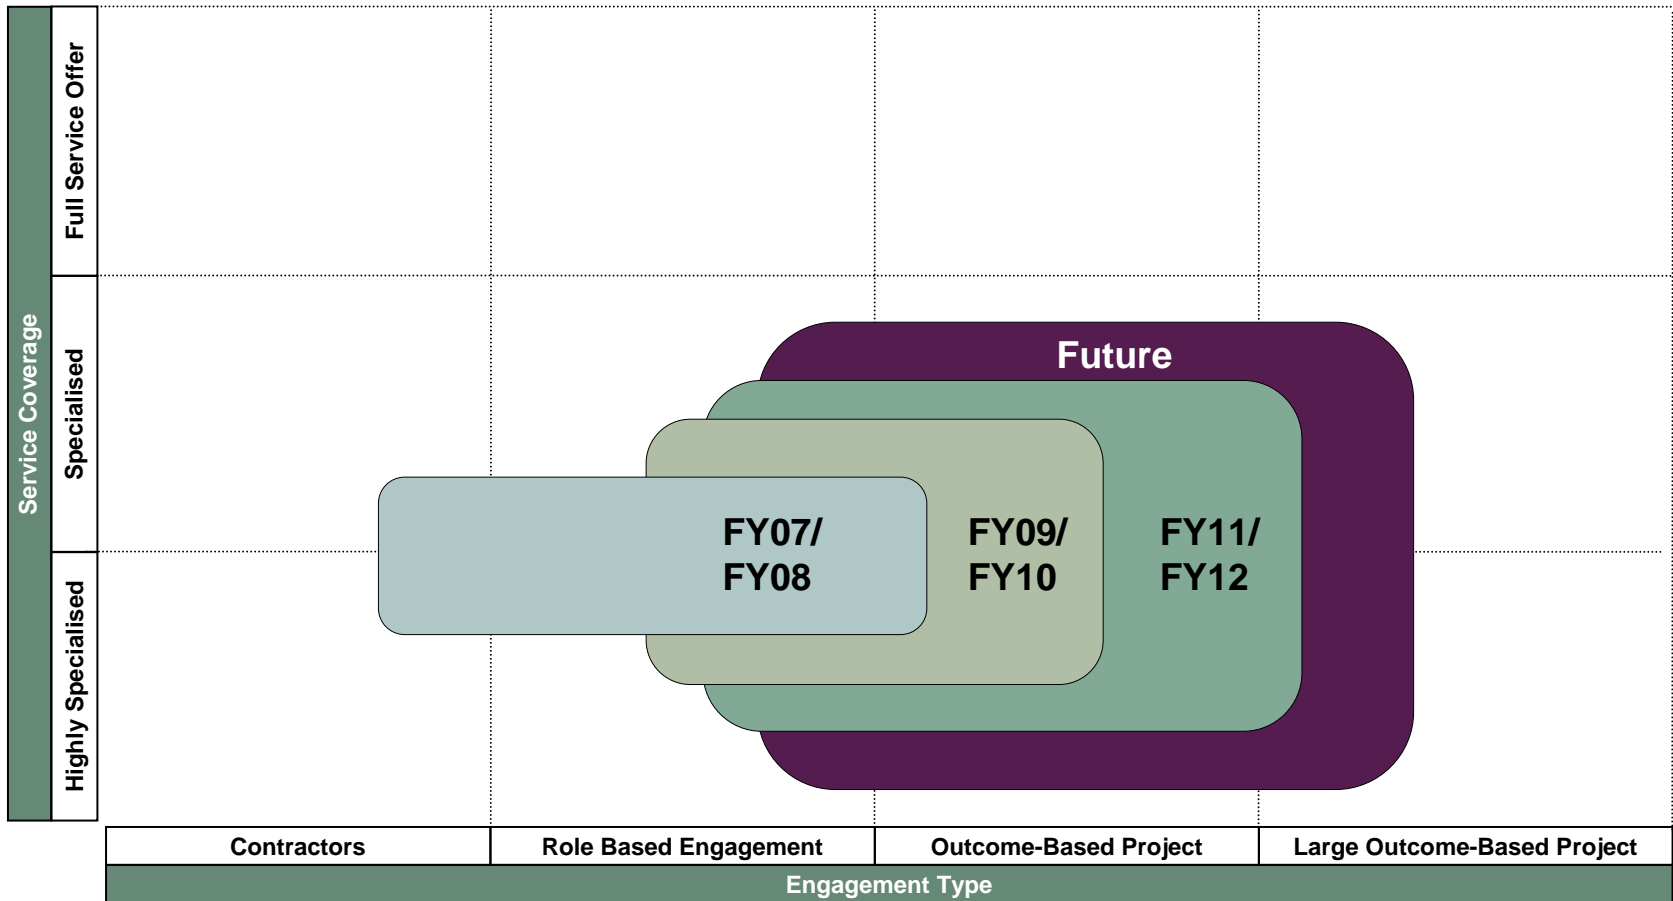 Service Coverage
Full Service Offer
Specialised
Highly Specialised
Future
FY07/
FY08
FY09/
FY10
FY11/
FY12
Contractors
Role Based Engagement
Outcome-Based Project
Large Outcome-Based Project
Engagement Type